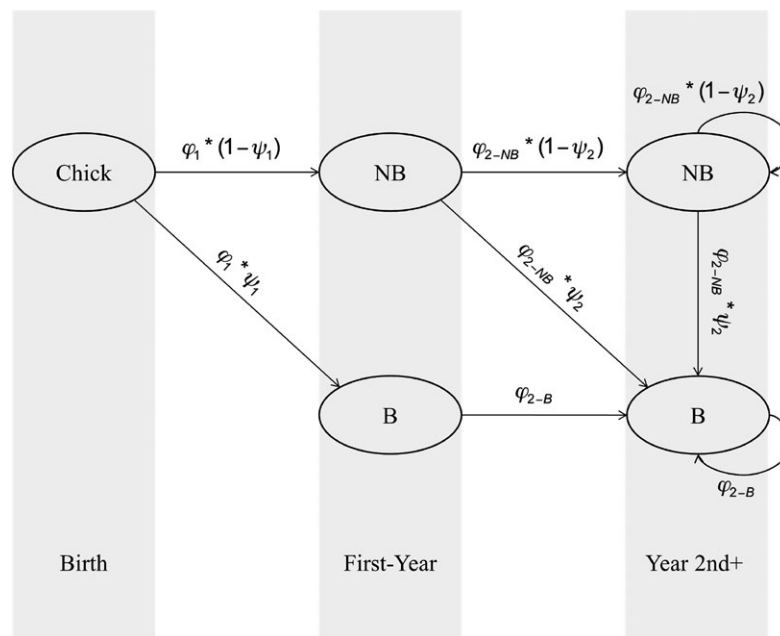 φ2–NB * (1–ψ2)
φ1 * (1–ψ1)
φ2–NB * (1–ψ2)
Chick
NB
NB
φ1 * ψ1
φ2–NB * ψ2
φ2–NB * ψ2
φ2–B
B
B
φ2–B
Birth
First-Year
Year 2nd+